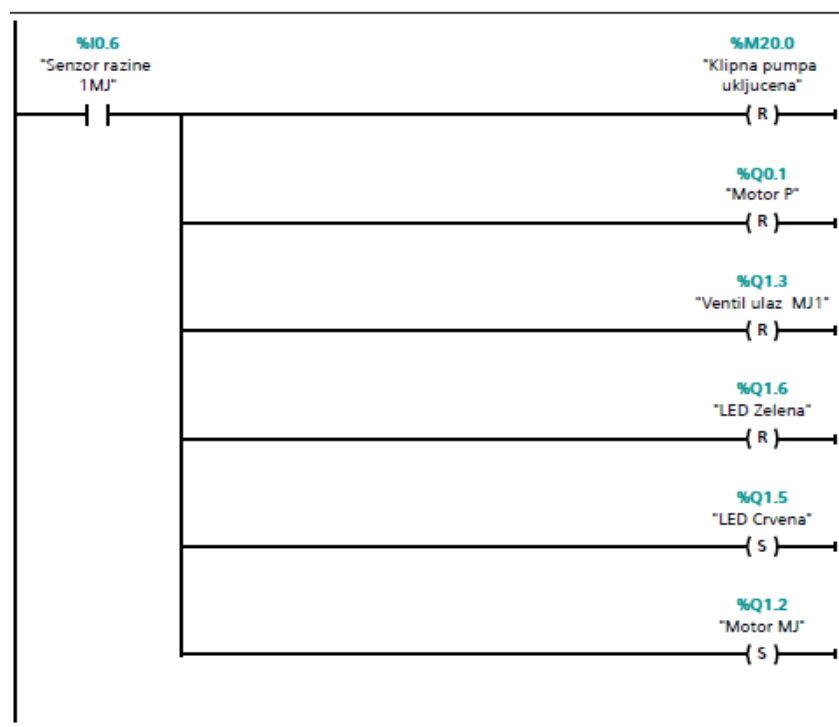 %I0.6
"Senzor razine
1MJ"
%M20.0
"Klipna pumpa
ukljucena"
R
%Q0.1
"Motor P"
R
%Q1.3
"Ventil ulaz  MJ1"
R
%Q1.6
"LED Zelena"
R
%Q1.5
"LED Crvena"
S
%Q1.2
"Motor MJ"
S